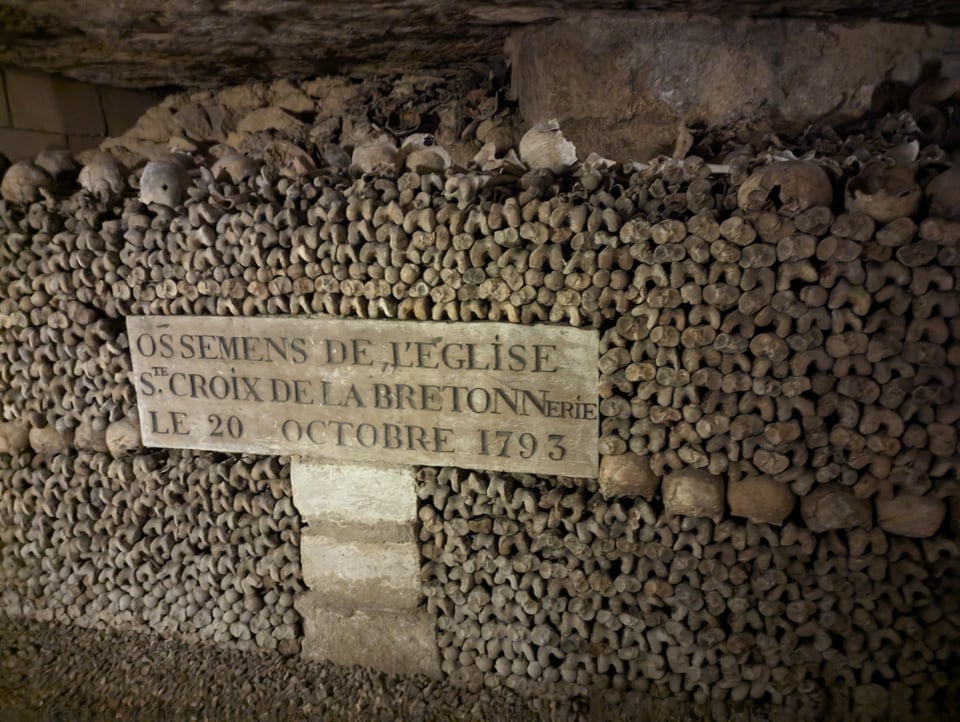 OSSEMENS DE L'EGLISE
STE. CROIX DE LA BRETONNERIE
LE 20 OCTOBRE 1793